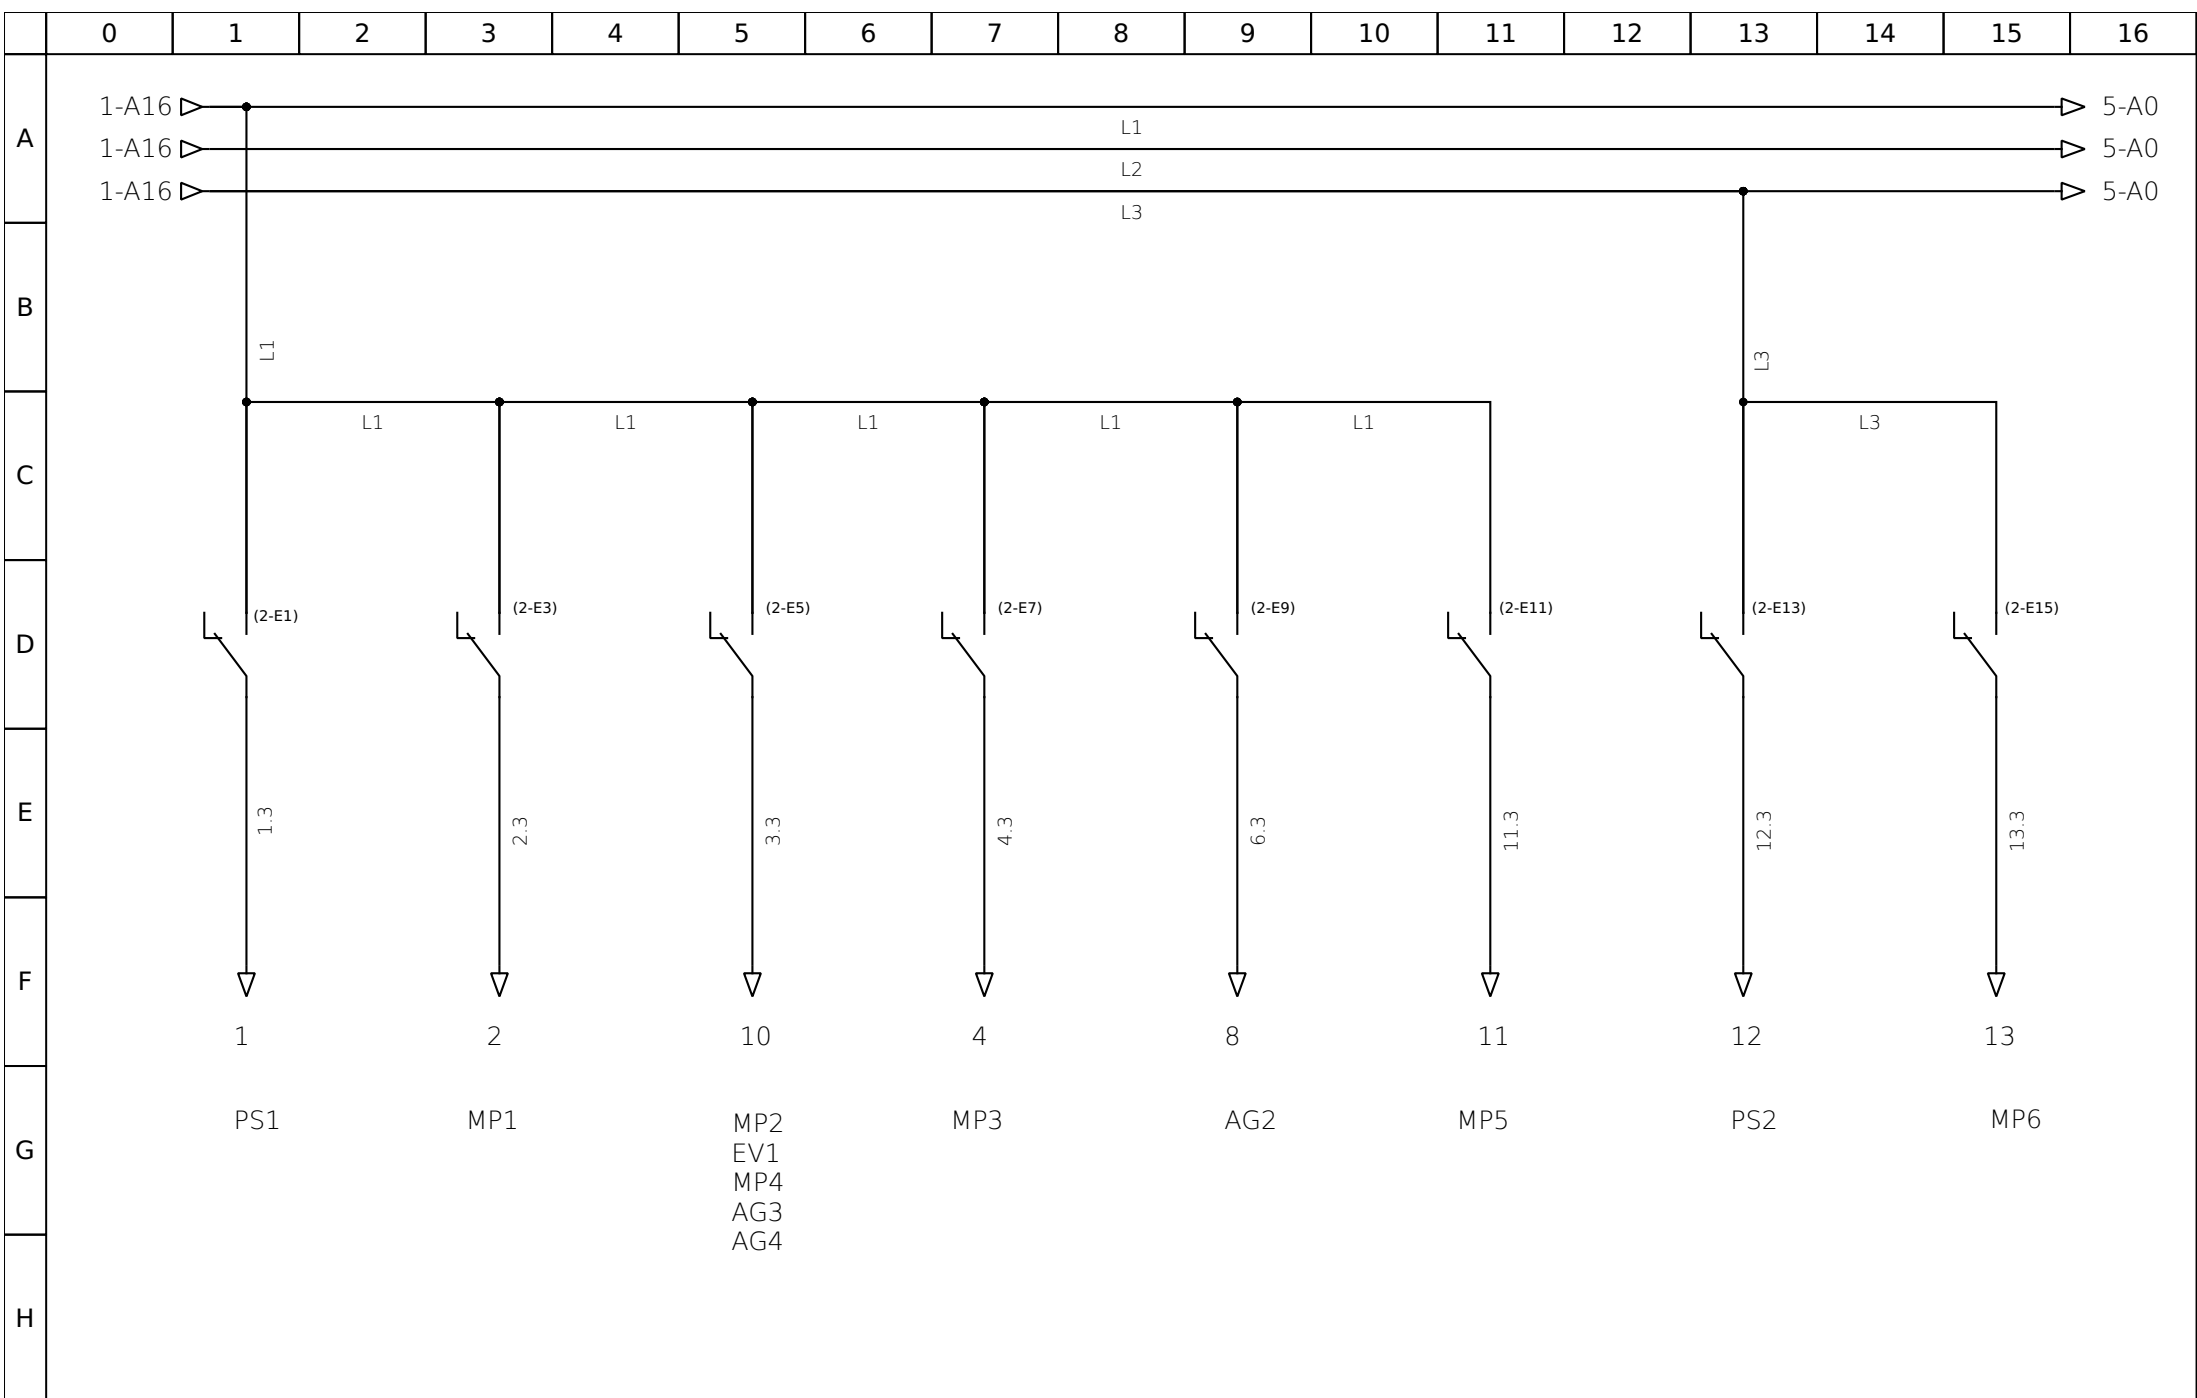 0 1 2 3 4 5 6 7 8 9 10 11 12 13 14 15 16
A
1-A16 5-A0
L1
1-A16 5-A0
L2
1-A16 5-A0
L3
B
L1 L3
C
L1 L1 L1 L1 L1 L3
D
(2-E1) (2-E3) (2-E5) (2-E7) (2-E9) (2-E11) (2-E13) (2-E15)
E
1.3 2.3 3.3 4.3 6.3 11.3 12.3 13.3
F
1 2 10 4 8 11 12 13
G
PS1 MP1 MP2 MP3 AG2 MP5 PS2 MP6
EV1
MP4
AG3
AG4
H